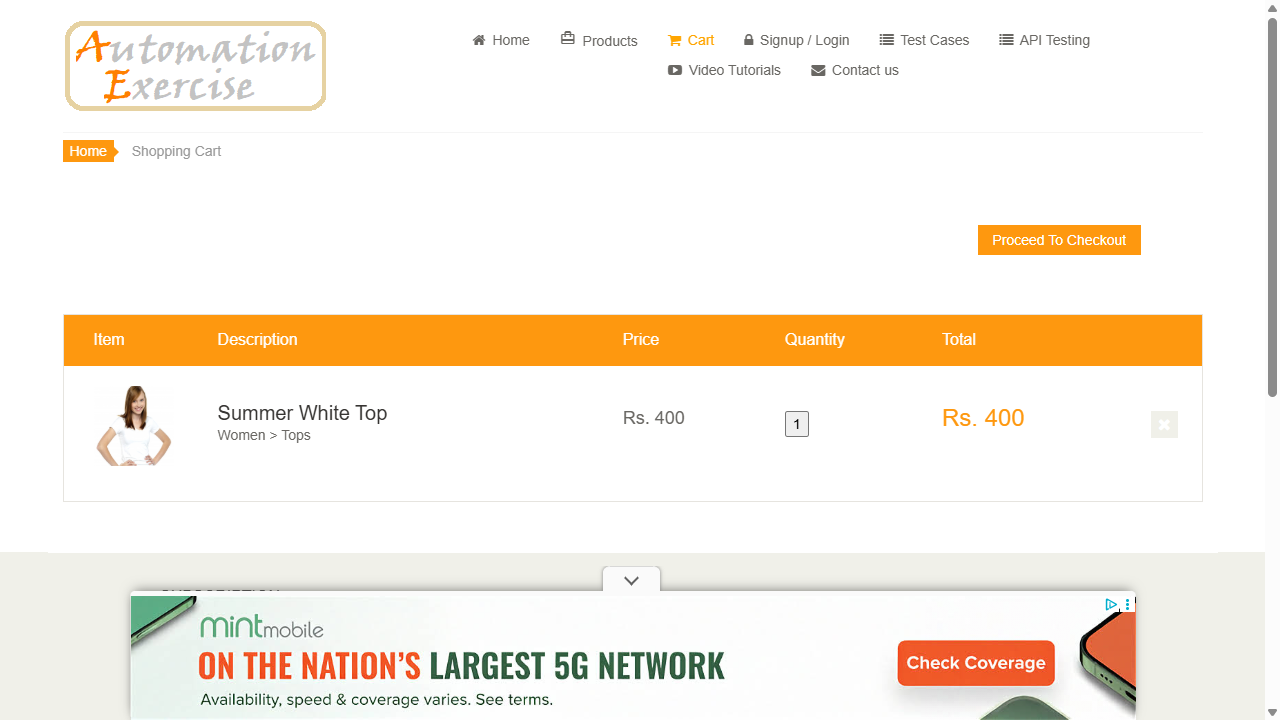 Automation
Exercise
Home
Products
Cart
Signup / Login
Test Cases
API Testing
Video Tutorials
Contact us
Home
Shopping Cart
Proceed To Checkout
Item
Description
Price
Quantity
Total
Summer White Top
Women > Tops
Rs. 400
1
Rs. 400
mint mobile
ON THE NATION'S LARGEST 5G NETWORK
Availability, speed & coverage varies. See terms.
Check Coverage